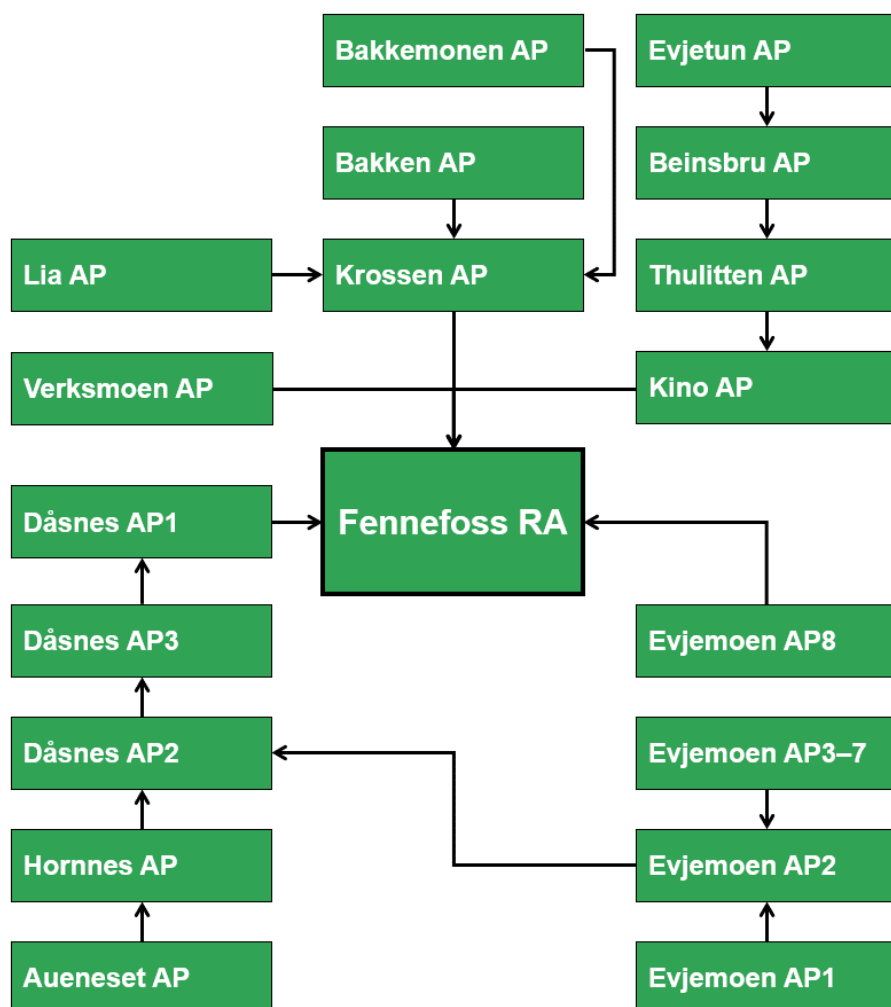 Bakkemonen AP
Evjetun AP
Bakken AP
Beinsbru AP
Lia AP
Krossen AP
Thulitten AP
Verksmoen AP
Kino AP
Fennefoss RA
Dåsnes AP1
Dåsnes AP3
Evjemoen AP8
Dåsnes AP2
Evjemoen AP3–7
Hornnes AP
Evjemoen AP2
Aueneset AP
Evjemoen AP1